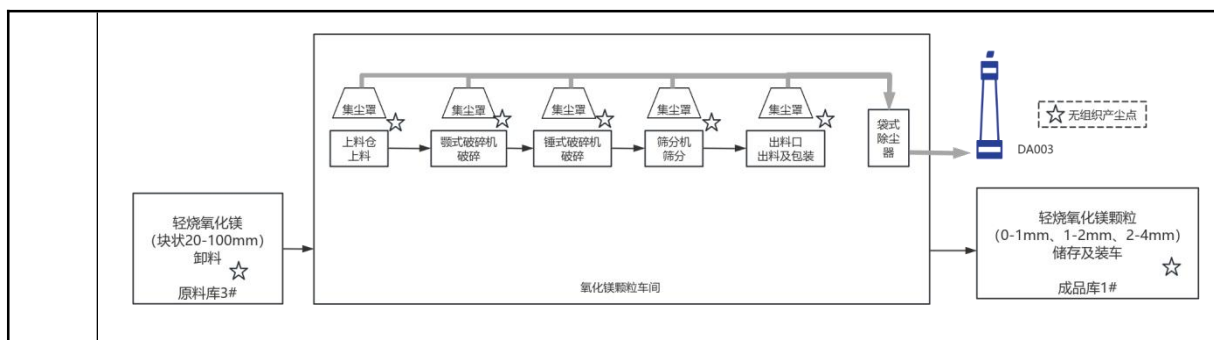 集尘罩 集尘罩 集尘罩 集尘罩 集尘罩
上料仓
上料
颚式破碎机
破碎
锤式破碎机
破碎
筛分机
筛分
出料口
出料及包装
袋式
除尘
器
DA003
无组织产尘点
轻烧氧化镁
（块状20-100mm）
卸料
原料库3#
氧化镁颗粒车间
轻烧氧化镁颗粒
（0-1mm、1-2mm、2-4mm）
储存及装车
成品库1#